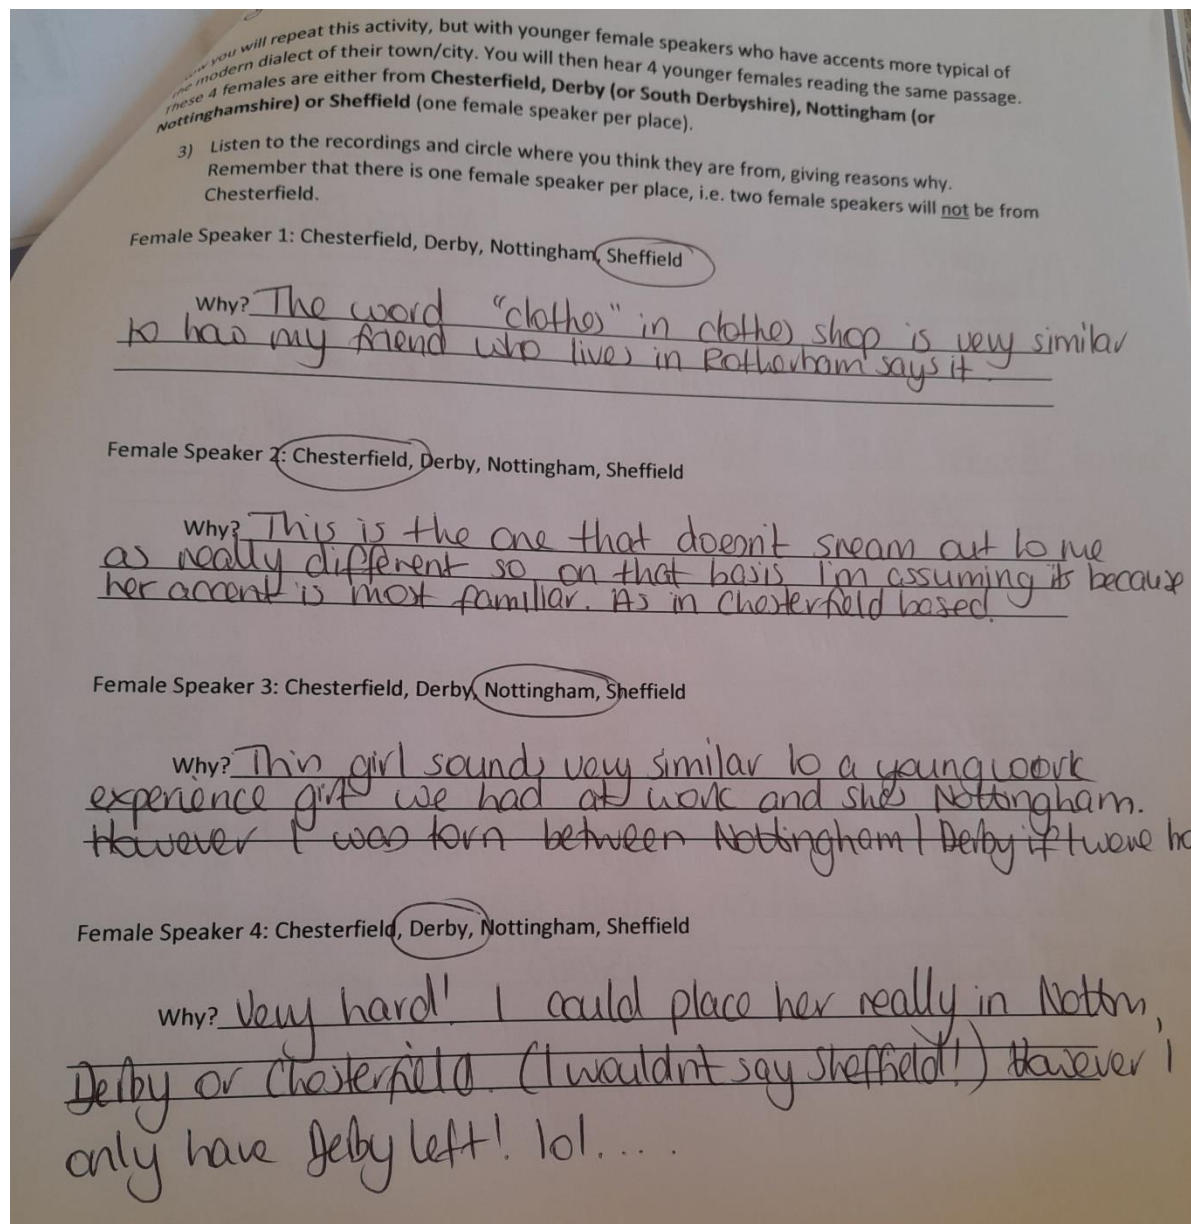 you will repeat this activity, but with younger female speakers who have accents more typical of
the modern dialect of their town/city. You will then hear 4 younger females reading the same passage.
These 4 females are either from Chesterfield, Derby (or South Derbyshire), Nottingham (or
Nottinghamshire) or Sheffield (one female speaker per place).
3) Listen to the recordings and circle where you think they are from, giving reasons why.
Remember that there is one female speaker per place, i.e. two female speakers will not be from
Chesterfield.
Female Speaker 1: Chesterfield, Derby, Nottingham, Sheffield
Why? The word "clothes" in clothes shop is very similar
to how my friend who lives in Rotherham says it
Female Speaker 2: Chesterfield, Derby, Nottingham, Sheffield
Why? This is the one that doesn't sream out to me
as really different so on that basis I'm assuming its because
her accent is most familiar. As in Chesterfield based.
Female Speaker 3: Chesterfield, Derby, Nottingham, Sheffield
Why? This girl sounds very similar to a young work
experience girl we had at work and she's Nottingham.
However I was torn between Nottingham / Derby if I were
Female Speaker 4: Chesterfield, Derby, Nottingham, Sheffield
Why? Very hard! I could place her really in Nottm,
Derby or Chesterfield. (I wouldnt say Sheffield!) However I
only have Derby left! lol....